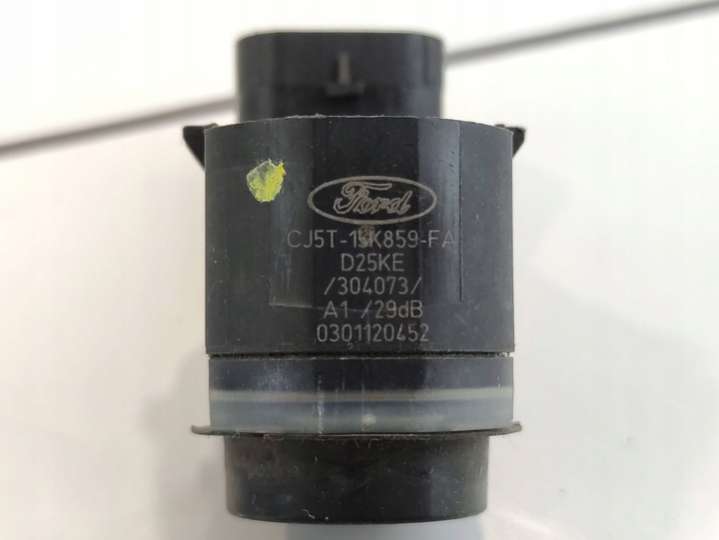 Ford
CJ5T-15K859-FA
D25KE
/304073/
A1 /29dB
0301120452